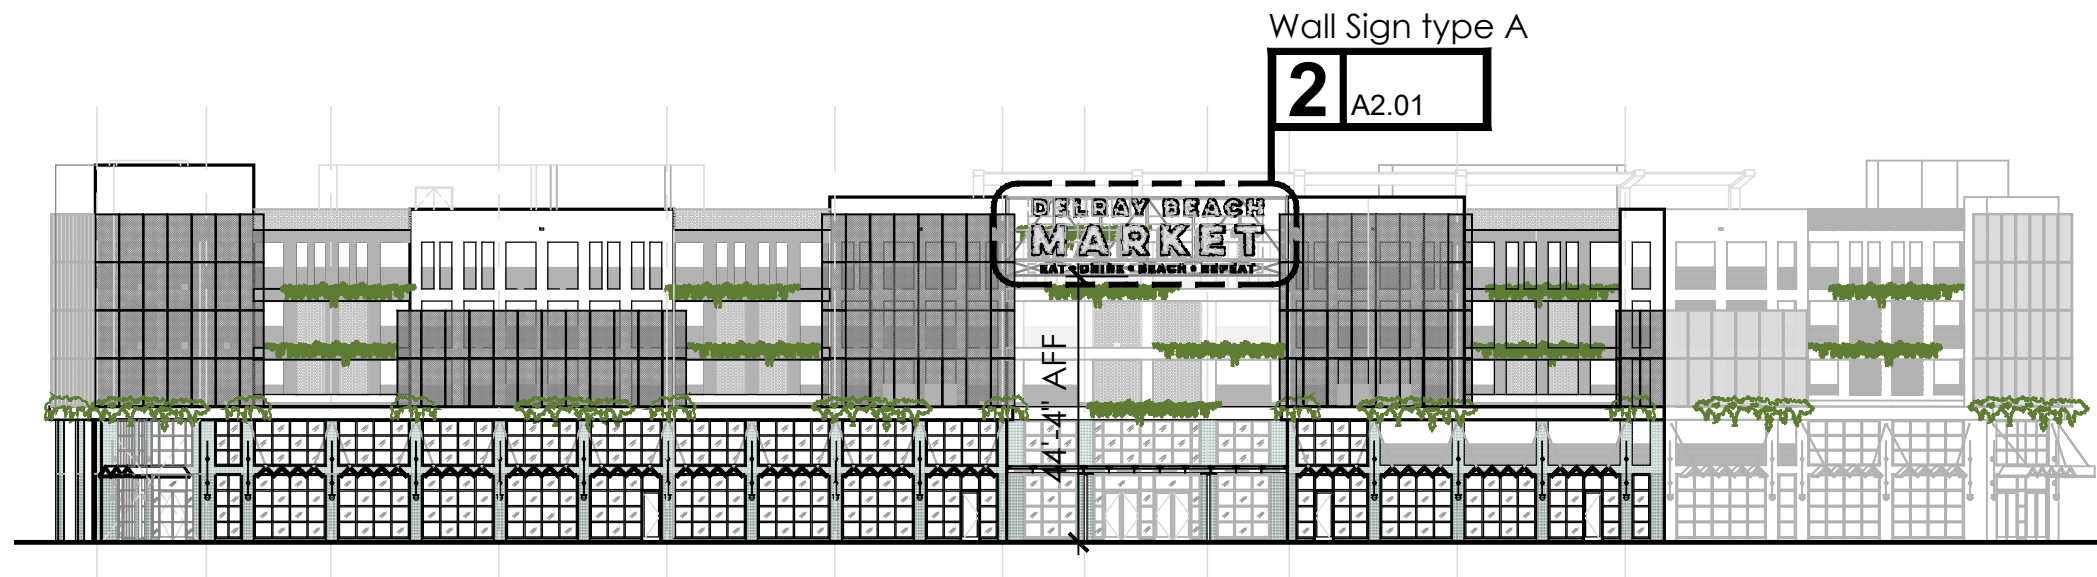 Wall Sign type A
2
A2.01
DELRAY BEACH
MARKET
EAT • DRINK • BEACH • REPEAT
44'-4" AFF